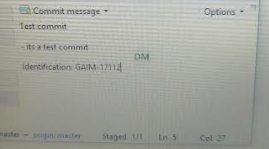 Commit message
Options
Test commit
- its a test commit
DM
Identification: GAIM-17112
master → origin/master Staged 1/1 Ln 5 Col 27